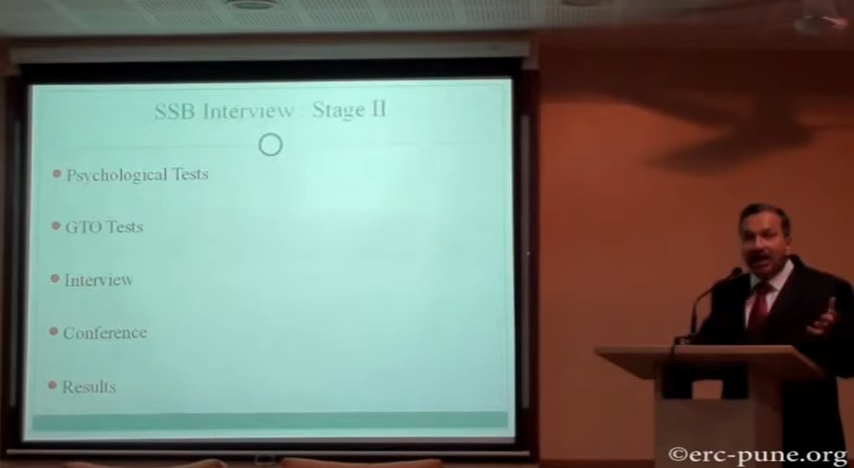 SSB Interview : Stage II
Psychological Tests
GTO Tests
Interview
Conference
Results
©erc-pune.org